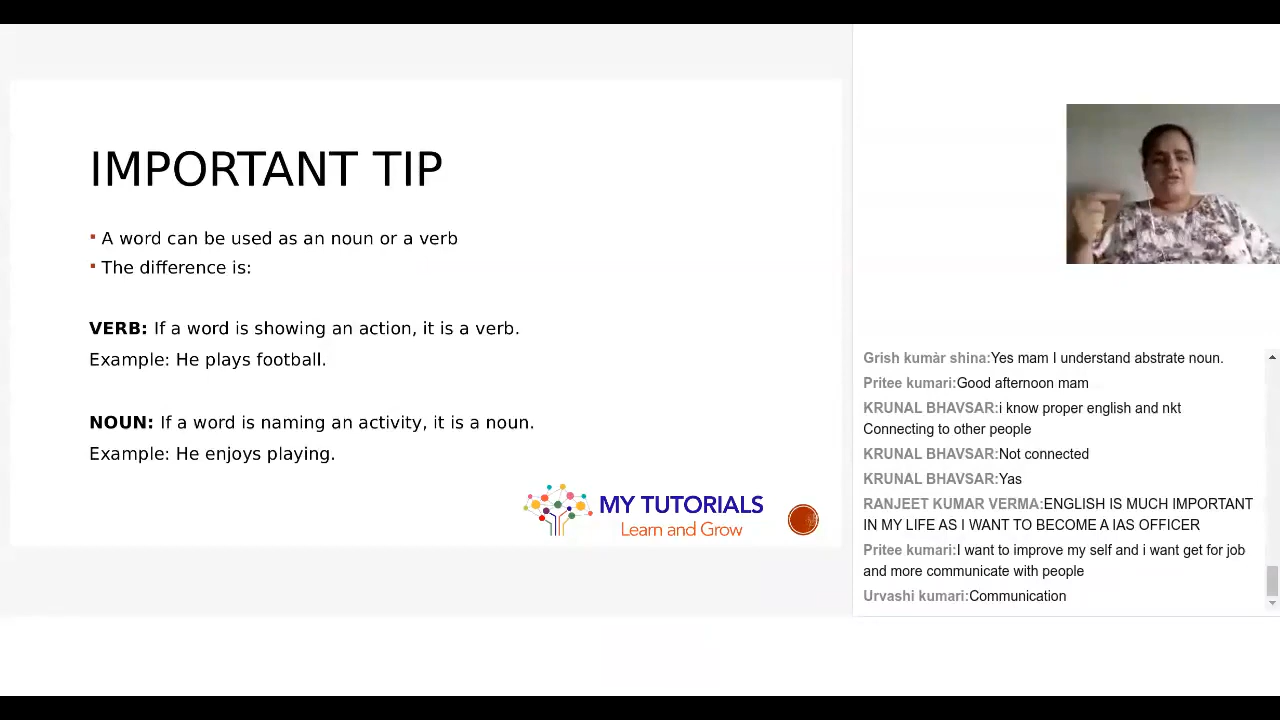 IMPORTANT TIP
▪ A word can be used as an noun or a verb
▪ The difference is:
VERB: If a word is showing an action, it is a verb.
Example: He plays football.
NOUN: If a word is naming an activity, it is a noun.
Example: He enjoys playing.
MY TUTORIALS
Learn and Grow
Grish kumàr shina:Yes mam I understand abstrate noun.
Pritee kumari:Good afternoon mam
KRUNAL BHAVSAR:i know proper english and nkt
Connecting to other people
KRUNAL BHAVSAR:Not connected
KRUNAL BHAVSAR:Yas
RANJEET KUMAR VERMA:ENGLISH IS MUCH IMPORTANT
IN MY LIFE AS I WANT TO BECOME A IAS OFFICER
Pritee kumari:I want to improve my self and i want get for job
and more communicate with people
Urvashi kumari:Communication